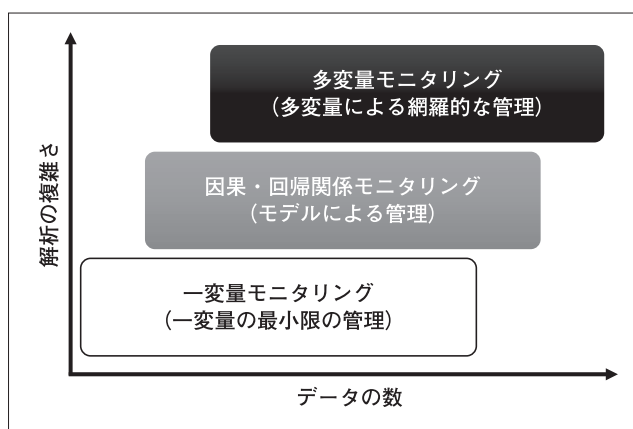 多変量モニタリング
（多変量による網羅的な管理）
因果・回帰関係モニタリング
（モデルによる管理）
一変量モニタリング
（一変量の最小限の管理）
解析の複雑さ
データの数